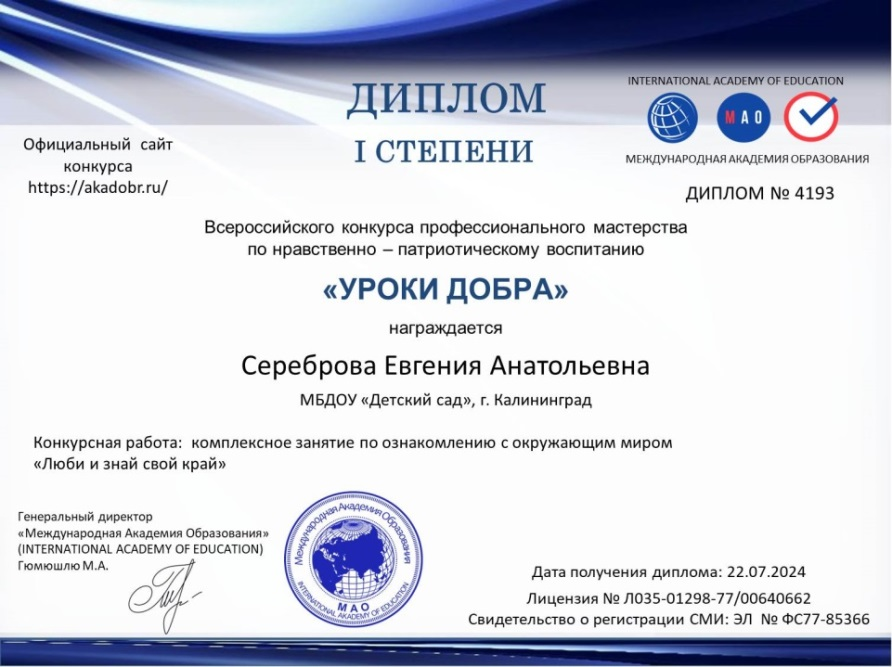 ДИПЛОМ
I СТЕПЕНИ
INTERNATIONAL ACADEMY OF EDUCATION
МАО
МЕЖДУНАРОДНАЯ АКАДЕМИЯ ОБРАЗОВАНИЯ
ДИПЛОМ № 4193
Официальный сайт
конкурса
https://akadobr.ru/
Всероссийского конкурса профессионального мастерства
по нравственно – патриотическому воспитанию
«УРОКИ ДОБРА»
награждается
Сереброва Евгения Анатольевна
МБДОУ «Детский сад», г. Калининград
Конкурсная работа: комплексное занятие по ознакомлению с окружающим миром
«Люби и знай свой край»
Генеральный директор
«Международная Академия Образования»
(INTERNATIONAL ACADEMY OF EDUCATION)
Гюмюшлю М.А.
Международная Академия Образования
INTERNATIONAL ACADEMY OF EDUCATION
МАО
Дата получения диплома: 22.07.2024
Лицензия № Л035-01298-77/00640662
Свидетельство о регистрации СМИ: ЭЛ № ФС77-85366